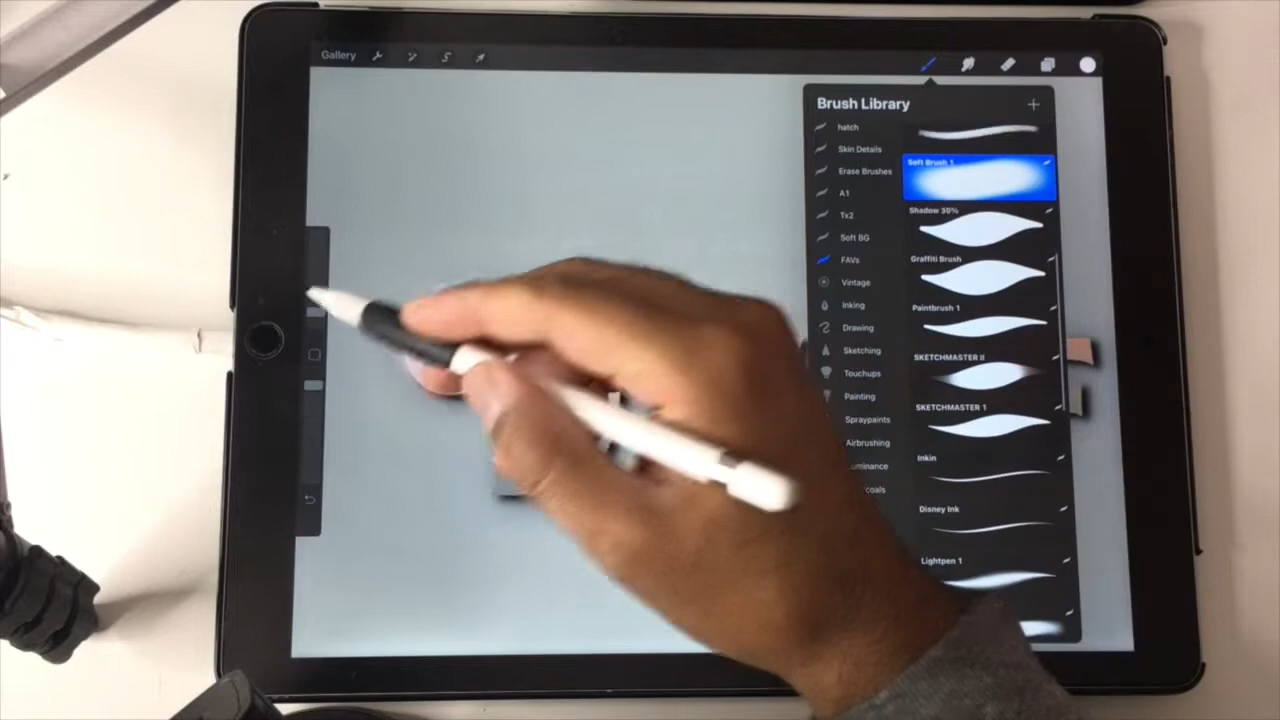 Gallery
Brush Library
hatch
Skin Details
Erase Brushes
A1
Tx2
Soft BG
FAVs
Vintage
Inking
Drawing
Sketching
Touchups
Painting
Spraypaints
Airbrushing
uminance
coals
Soft Brush 1
Shadow 30%
Graffiti Brush
Paintbrush 1
SKETCHMASTER II
SKETCHMASTER 1
Inkin
Disney Ink
Lightpen 1